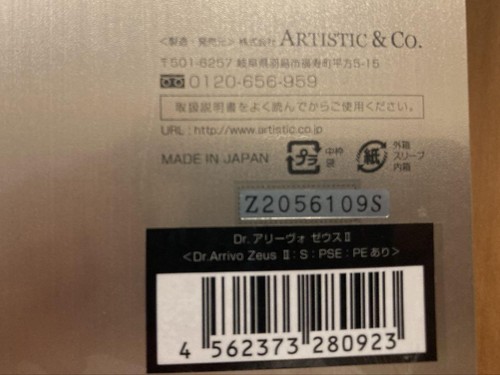 <製造・発売元> 株式会社 ARTISTIC & CO.
〒501-6257 岐阜県羽島市福寿町平方5-15
0120-656-959
取扱説明書をよく読んでからご使用ください。
URL : http://www.artistic.co.jp
MADE IN JAPAN プラ 中枠 袋 紙 外箱 スリーブ 内箱
Z2056109S
Dr. アリーヴォ ゼウスⅡ
<Dr.Arrivo Zeus Ⅱ : S : PSE : PEあり>
4 562373 280923